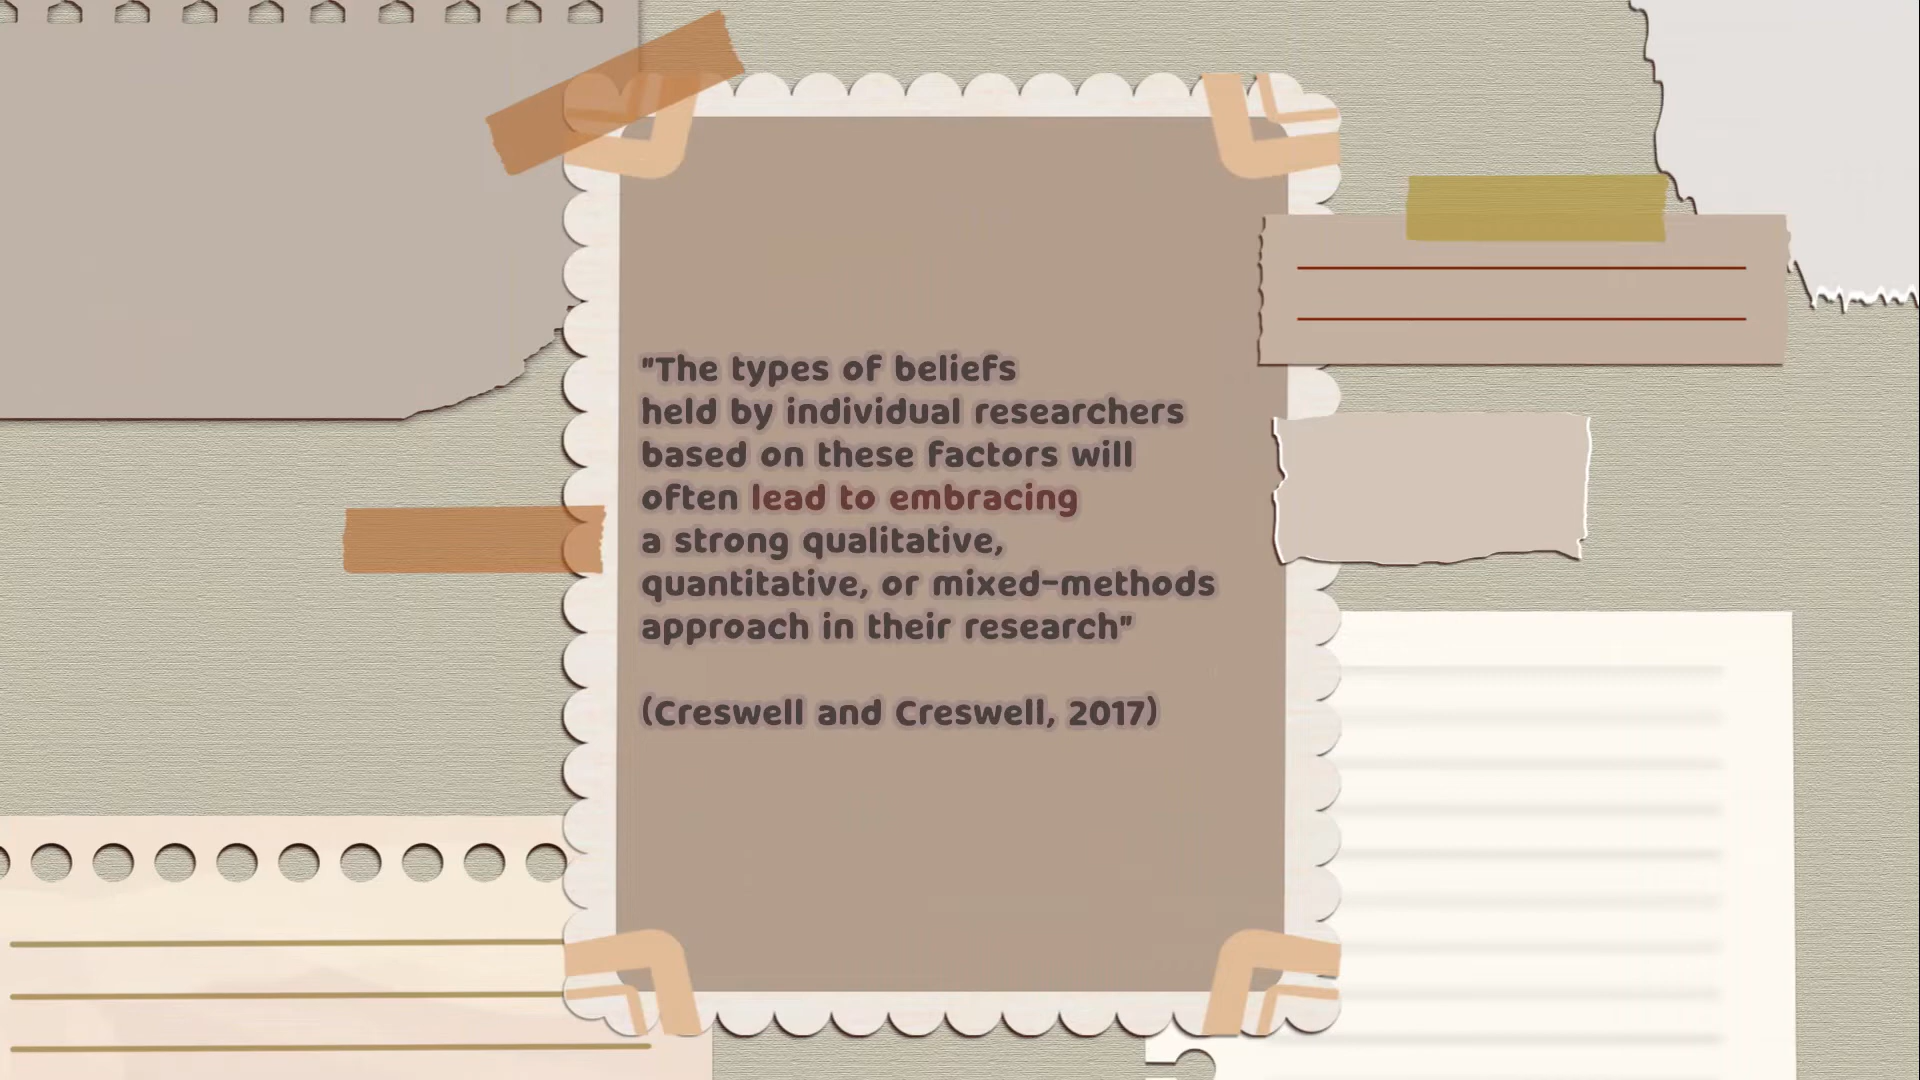 "The types of beliefs
held by individual researchers
based on these factors will
often lead to embracing
a strong qualitative,
quantitative, or mixed-methods
approach in their research"
(Creswell and Creswell, 2017)